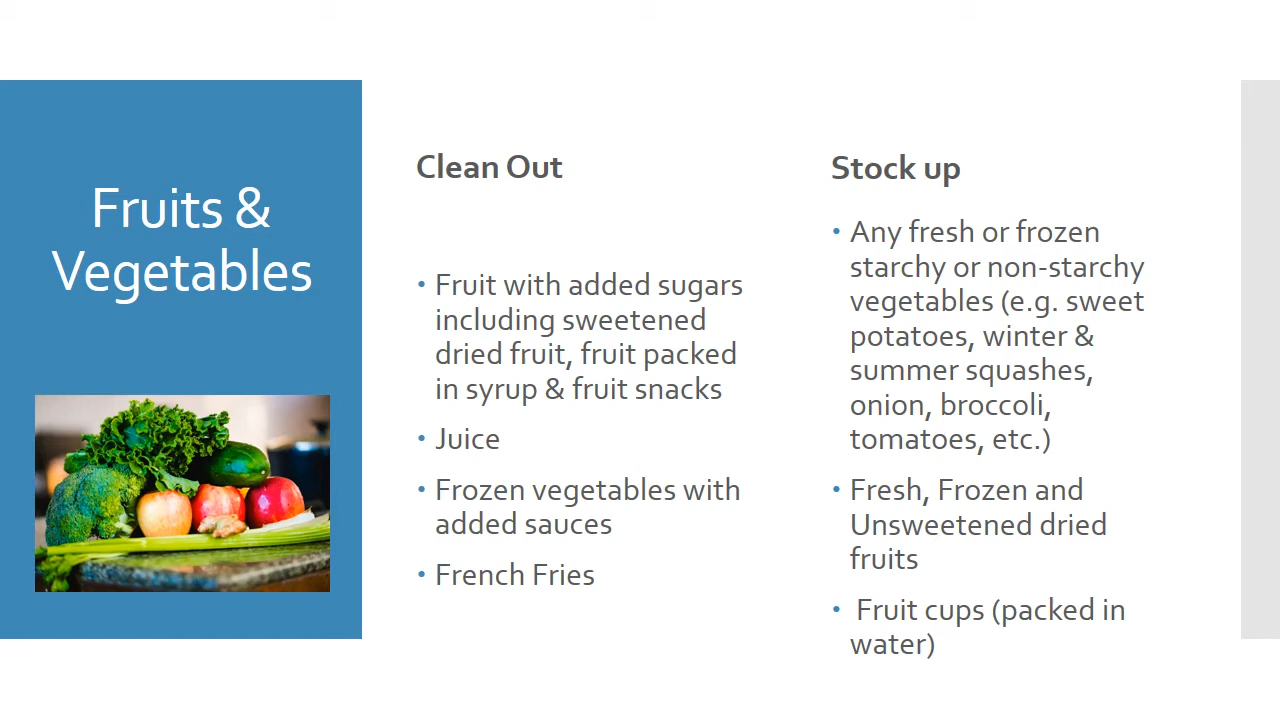 Fruits &
Vegetables
Clean Out
• Fruit with added sugars
including sweetened
dried fruit, fruit packed
in syrup & fruit snacks
• Juice
• Frozen vegetables with
added sauces
• French Fries
Stock up
• Any fresh or frozen
starchy or non-starchy
vegetables (e.g. sweet
potatoes, winter &
summer squashes,
onion, broccoli,
tomatoes, etc.)
• Fresh, Frozen and
Unsweetened dried
fruits
• Fruit cups (packed in
water)